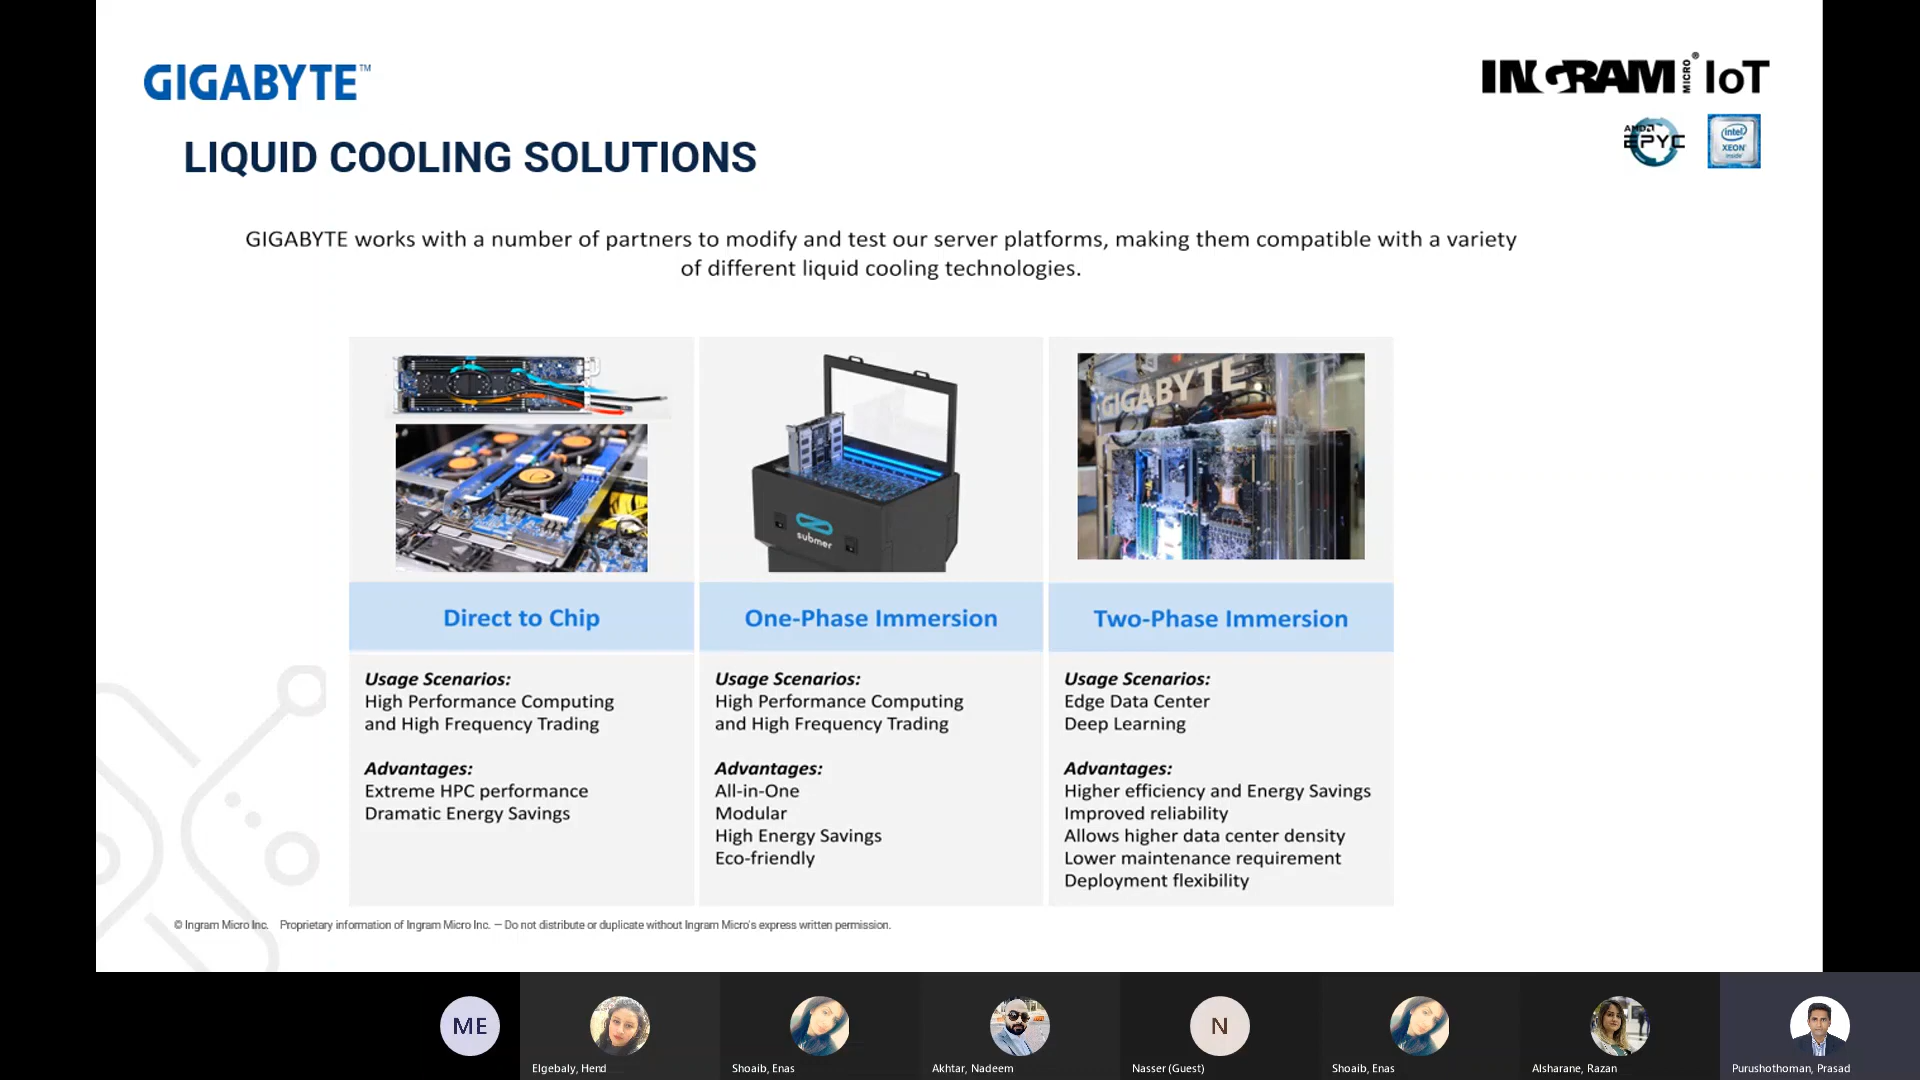 GIGABYTE™
INGRAM MICRO® IoT
AMD EPYC
intel XEON inside
LIQUID COOLING SOLUTIONS
GIGABYTE works with a number of partners to modify and test our server platforms, making them compatible with a variety
of different liquid cooling technologies.
GIGABYTE
submer
Direct to Chip
One-Phase Immersion
Two-Phase Immersion
Usage Scenarios:
High Performance Computing
and High Frequency Trading
Advantages:
Extreme HPC performance
Dramatic Energy Savings
Usage Scenarios:
High Performance Computing
and High Frequency Trading
Advantages:
All-in-One
Modular
High Energy Savings
Eco-friendly
Usage Scenarios:
Edge Data Center
Deep Learning
Advantages:
Higher efficiency and Energy Savings
Improved reliability
Allows higher data center density
Lower maintenance requirement
Deployment flexibility
© Ingram Micro Inc. Proprietary information of Ingram Micro Inc. — Do not distribute or duplicate without Ingram Micro's express written permission.
ME
Elgebaly, Hend
Shoaib, Enas
Akhtar, Nadeem
N
Nasser (Guest)
Shoaib, Enas
Alsharane, Razan
Purushothoman, Prasad